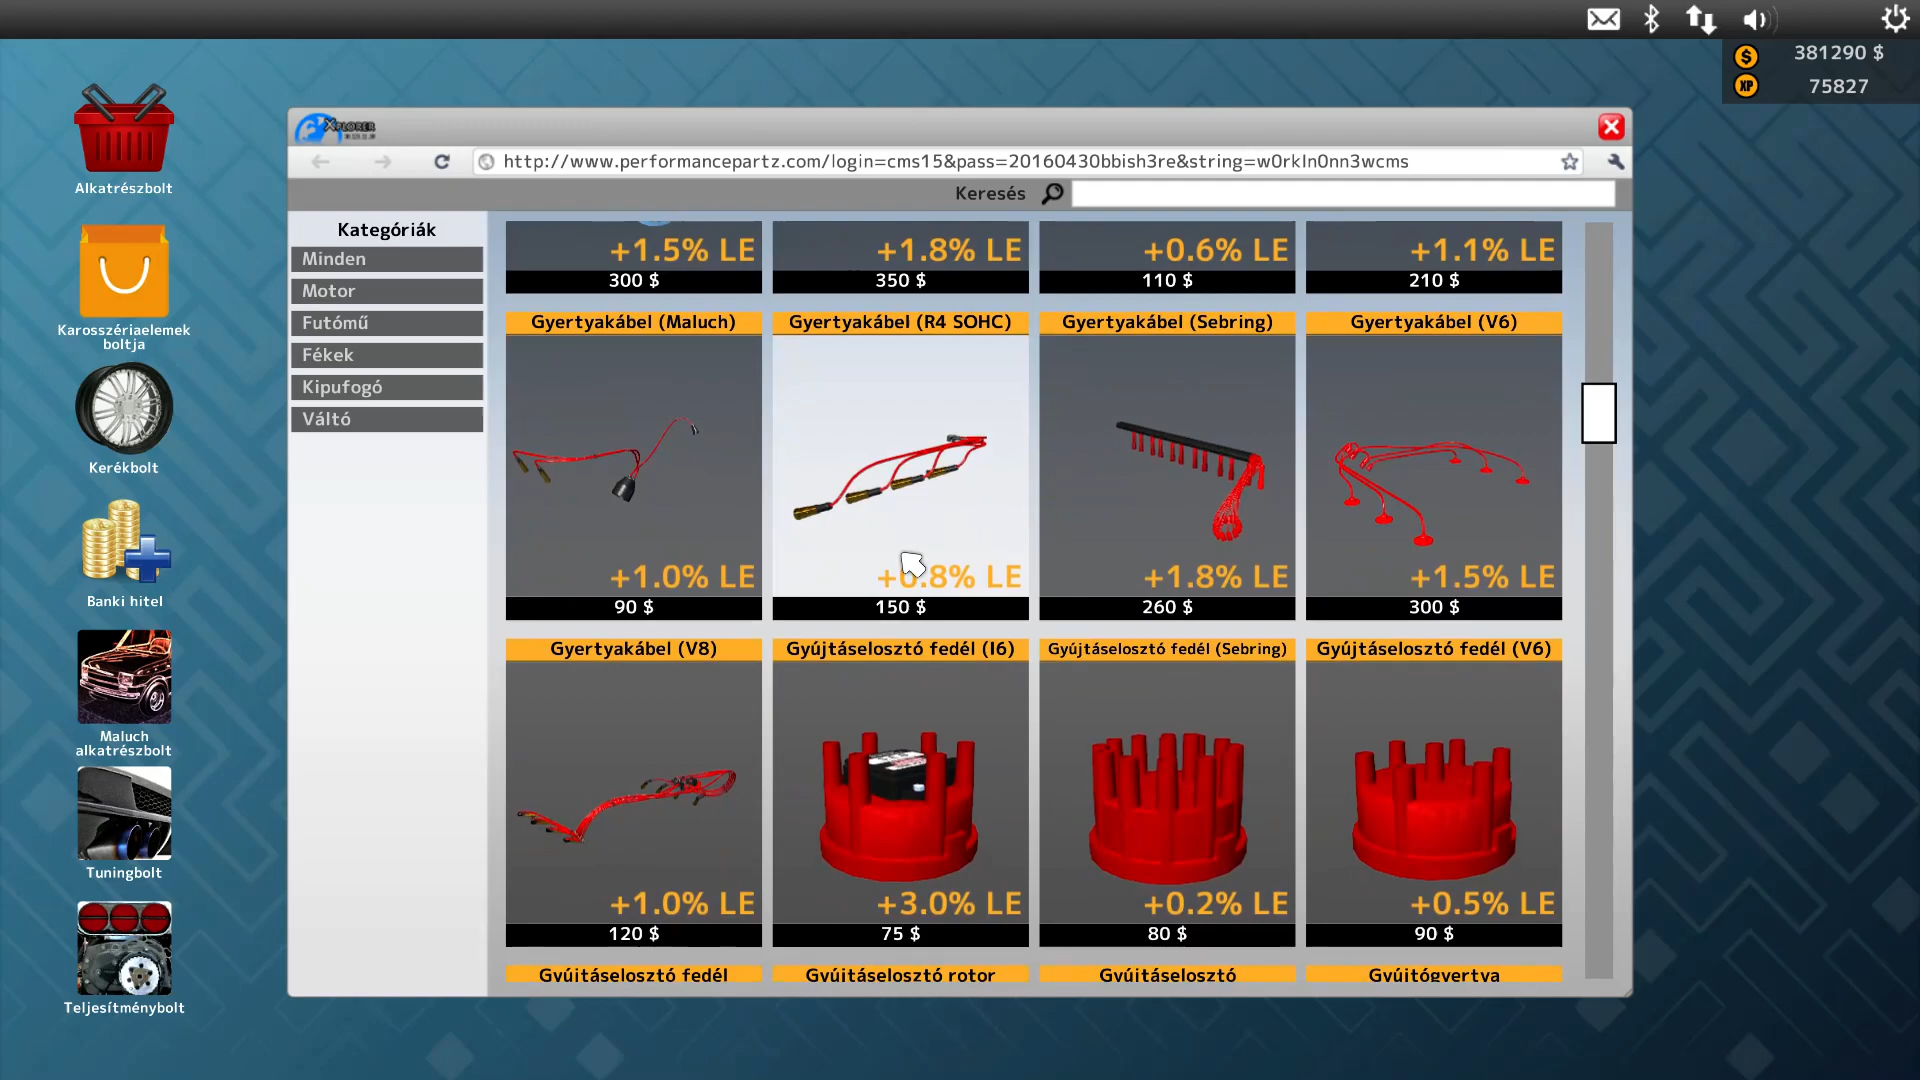 381290 $
XP
75827
Alkatrészbolt
Karosszériaelemek
boltja
Kerékbolt
Banki hitel
Maluch
alkatrészbolt
Tuningbolt
Teljesítménybolt
XPLORER
http://www.performancepartz.com/login=cms15&pass=20160430bbish3re&string=w0rkIn0nn3wcms
Keresés
Kategóriák
Minden
Motor
Futómű
Fékek
Kipufogó
Váltó
+1.5% LE
+1.8% LE
+0.6% LE
+1.1% LE
300 $
350 $
110 $
210 $
Gyertyakábel (Maluch)
Gyertyakábel (R4 SOHC)
Gyertyakábel (Sebring)
Gyertyakábel (V6)
+1.0% LE
+0.8% LE
+1.8% LE
+1.5% LE
90 $
150 $
260 $
300 $
Gyertyakábel (V8)
Gyújtáselosztó fedél (I6)
Gyújtáselosztó fedél (Sebring)
Gyújtáselosztó fedél (V6)
+1.0% LE
+3.0% LE
+0.2% LE
+0.5% LE
120 $
75 $
80 $
90 $
Gyújtáselosztó fedél
Gyújtáselosztó rotor
Gyújtáselosztó
Gyújtógyertya